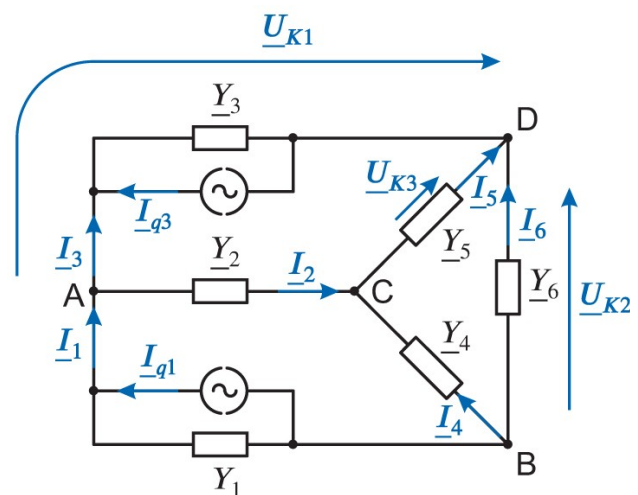 U_K1
D
Y_3
U_K3
I_5
I_q3
I_6
Y_5
I_3
Y_2
I_2
Y_6
A
C
U_K2
I_1
Y_4
I_q1
I_4
B
Y_1